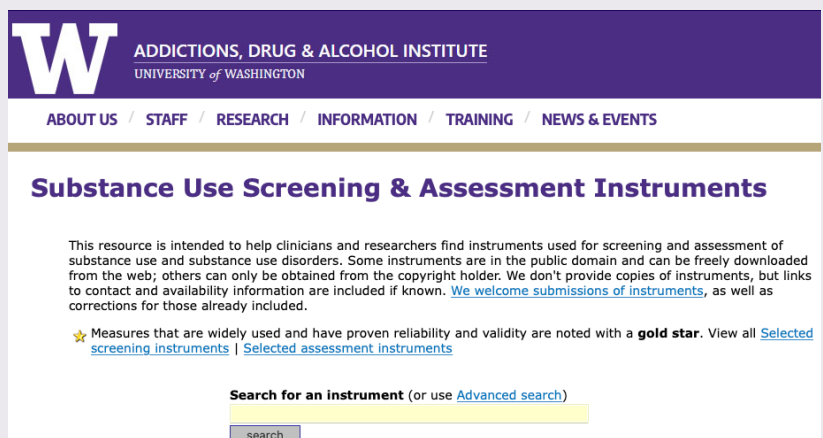 W
ADDICTIONS, DRUG & ALCOHOL INSTITUTE
UNIVERSITY of WASHINGTON
ABOUT US / STAFF / RESEARCH / INFORMATION / TRAINING / NEWS & EVENTS
Substance Use Screening & Assessment Instruments
This resource is intended to help clinicians and researchers find instruments used for screening and assessment of
substance use and substance use disorders. Some instruments are in the public domain and can be freely downloaded
from the web; others can only be obtained from the copyright holder. We don't provide copies of instruments, but links
to contact and availability information are included if known. We welcome submissions of instruments, as well as
corrections for those already included.
Measures that are widely used and have proven reliability and validity are noted with a gold star. View all Selected
screening instruments | Selected assessment instruments
Search for an instrument (or use Advanced search)
search